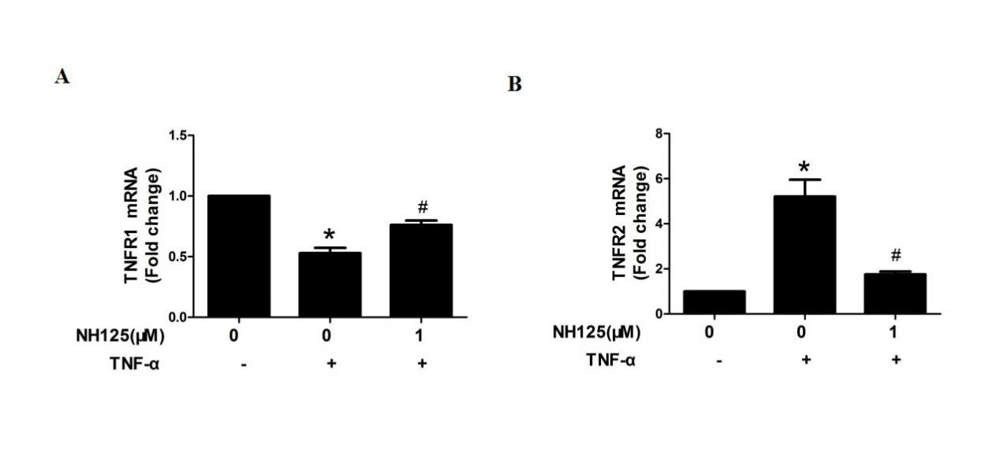 A
TNFR1 mRNA
(Fold change)
1.5
1.0
0.5
0.0
*
#
NH125(µM) 0 0 1
TNF-α - + +
B
TNFR2 mRNA
(Fold change)
8
6
4
2
0
*
#
NH125(µM) 0 0 1
TNF-α - + +